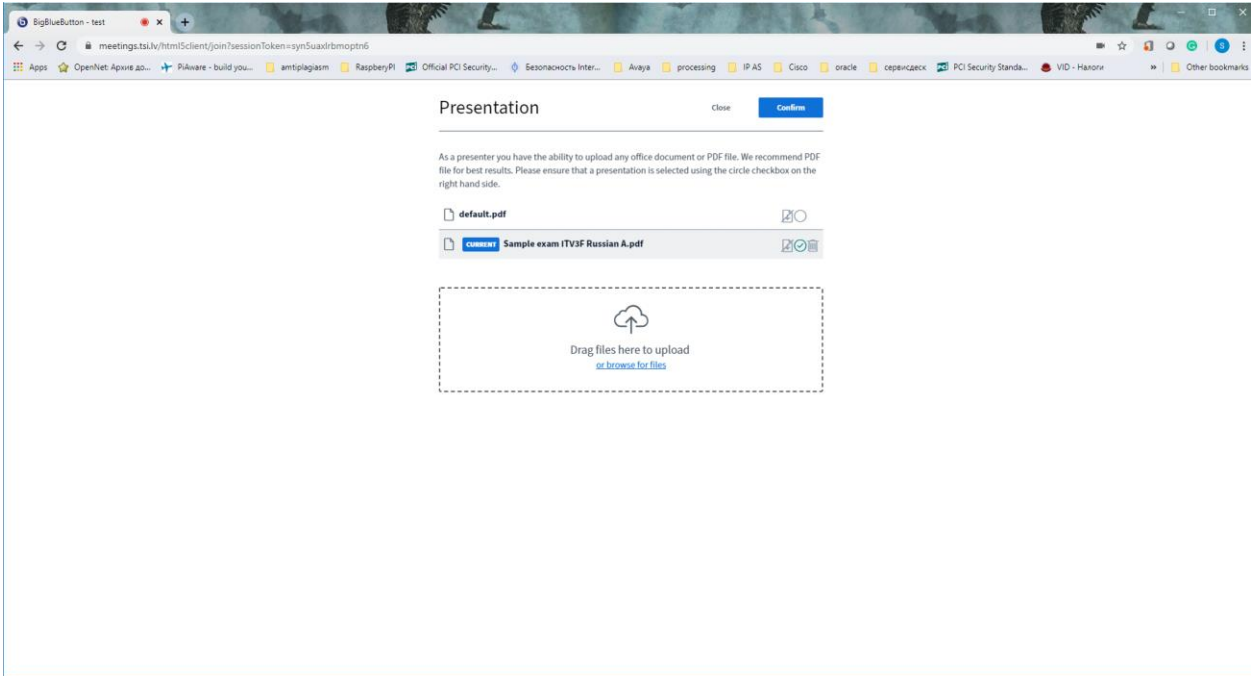 BigBlueButton - test
meetings.tsi.lv/html5client/join?sessionToken=syn5uaxlrbmoptn6
S
Apps OpenNet: Архив до... PiAware - build you... amtiplagiasm RaspberyPI Official PCI Security... Безопасность Inter... Avaya processing IP AS Cisco oracle сервисдеск PCI Security Standa... VID - Налоги » Other bookmarks
Presentation Close Confirm
As a presenter you have the ability to upload any office document or PDF file. We recommend PDF
file for best results. Please ensure that a presentation is selected using the circle checkbox on the
right hand side.
default.pdf
CURRENT Sample exam ITV3F Russian A.pdf
Drag files here to upload
or browse for files